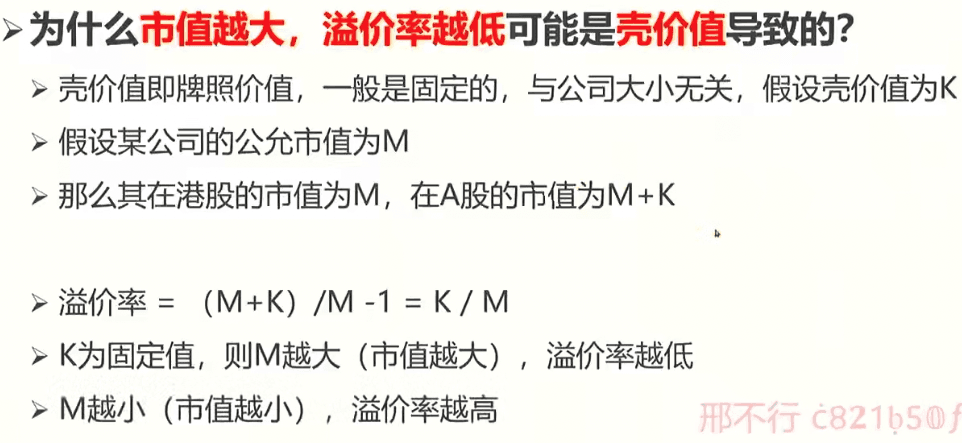 为什么市值越大，溢价率越低可能是壳价值导致的？
壳价值即牌照价值，一般是固定的，与公司大小无关，假设壳价值为K
假设某公司的公允市值为M
那么其在港股的市值为M，在A股的市值为M+K
溢价率 = （M+K）/M -1 = K / M
K为固定值，则M越大（市值越大），溢价率越低
M越小（市值越小），溢价率越高
邢不行